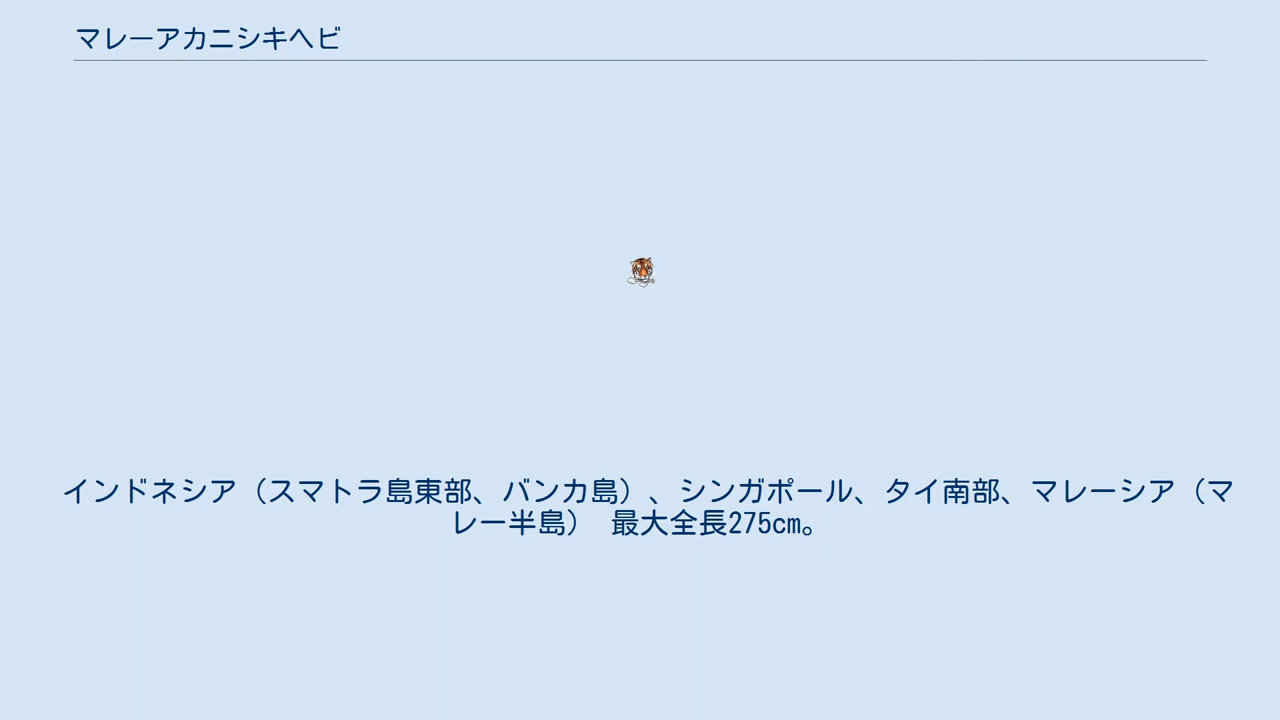 マレーアカニシキヘビ
インドネシア（スマトラ島東部、バンカ島）、シンガポール、タイ南部、マレーシア（マ
レー半島）　最大全長275cm。